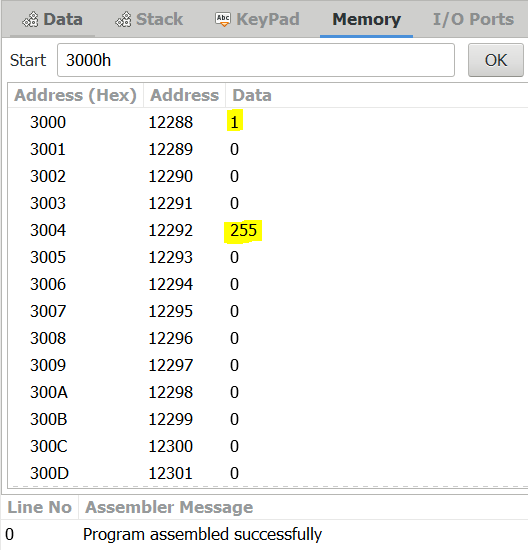 Data Stack Abc KeyPad Memory I/O Ports
Start 3000h OK
Address (Hex) Address Data
3000 12288 1
3001 12289 0
3002 12290 0
3003 12291 0
3004 12292 255
3005 12293 0
3006 12294 0
3007 12295 0
3008 12296 0
3009 12297 0
300A 12298 0
300B 12299 0
300C 12300 0
300D 12301 0
Line No Assembler Message
0 Program assembled successfully